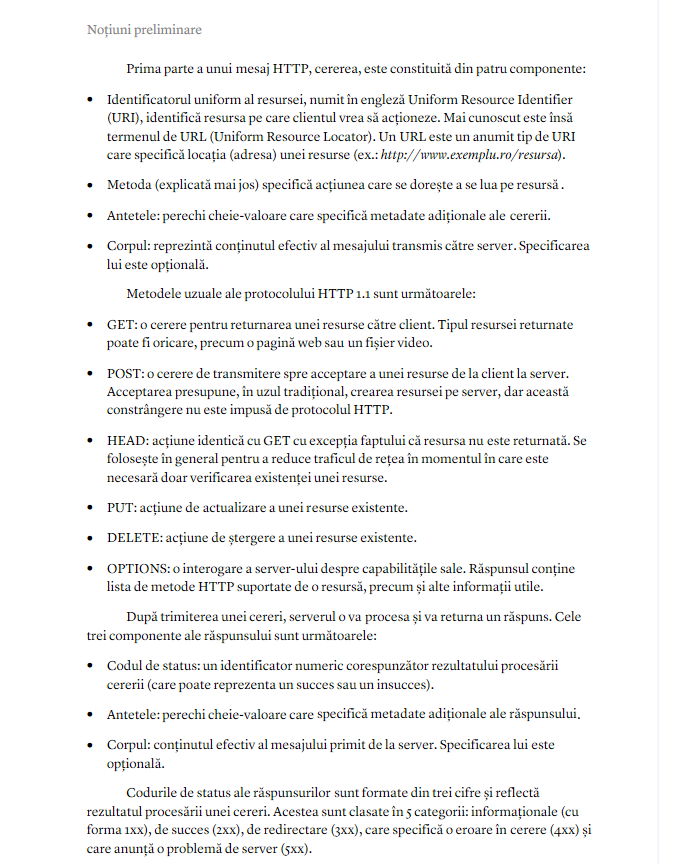 Noțiuni preliminare
Prima parte a unui mesaj HTTP, cererea, este constituită din patru componente:
• Identificatorul uniform al resursei, numit în engleză Uniform Resource Identifier
(URI), identifică resursa pe care clientul vrea să acționeze. Mai cunoscut este însă
termenul de URL (Uniform Resource Locator). Un URL este un anumit tip de URI
care specifică locația (adresa) unei resurse (ex.: http://www.exemplu.ro/resursa).
• Metoda (explicată mai jos) specifică acțiunea care se dorește a se lua pe resursă .
• Antetele: perechi cheie-valoare care specifică metadate adiționale ale cererii.
• Corpul: reprezintă conținutul efectiv al mesajului transmis către server. Specificarea
lui este opțională.
Metodele uzuale ale protocolului HTTP 1.1 sunt următoarele:
• GET: o cerere pentru returnarea unei resurse către client. Tipul resursei returnate
poate fi oricare, precum o pagină web sau un fișier video.
• POST: o cerere de transmitere spre acceptare a unei resurse de la client la server.
Acceptarea presupune, în uzul tradițional, crearea resursei pe server, dar această
constrângere nu este impusă de protocolul HTTP.
• HEAD: acțiune identică cu GET cu excepția faptului că resursa nu este returnată. Se
folosește în general pentru a reduce traficul de rețea în momentul în care este
necesară doar verificarea existenței unei resurse.
• PUT: acțiune de actualizare a unei resurse existente.
• DELETE: acțiune de ștergere a unei resurse existente.
• OPTIONS: o interogare a server-ului despre capabilitățile sale. Răspunsul conține
lista de metode HTTP suportate de o resursă, precum și alte informații utile.
După trimiterea unei cereri, serverul o va procesa și va returna un răspuns. Cele
trei componente ale răspunsului sunt următoarele:
• Codul de status: un identificator numeric corespunzător rezultatului procesării
cererii (care poate reprezenta un succes sau un insucces).
• Antetele: perechi cheie-valoare care specifică metadate adiționale ale răspunsului.
• Corpul: conținutul efectiv al mesajului primit de la server. Specificarea lui este
opțională.
Codurile de status ale răspunsurilor sunt formate din trei cifre și reflectă
rezultatul procesării unei cereri. Acestea sunt clasate în 5 categorii: informaționale (cu
forma 1xx), de succes (2xx), de redirectare (3xx), care specifică o eroare în cerere (4xx) și
care anunță o problemă de server (5xx).